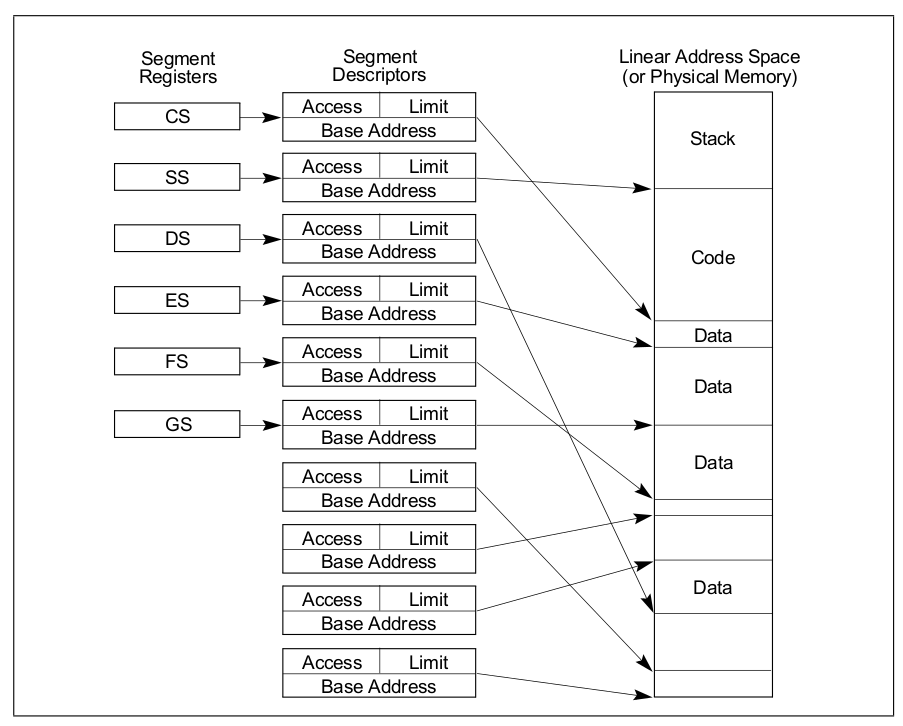 Segment
Registers
Segment
Descriptors
Linear Address Space
(or Physical Memory)
CS
Access Limit
Base Address
Stack
SS
Access Limit
Base Address
DS
Access Limit
Base Address
Code
ES
Access Limit
Base Address
Data
FS
Access Limit
Base Address
Data
GS
Access Limit
Base Address
Data
Access Limit
Base Address
Access Limit
Base Address
Access Limit
Base Address
Data
Access Limit
Base Address